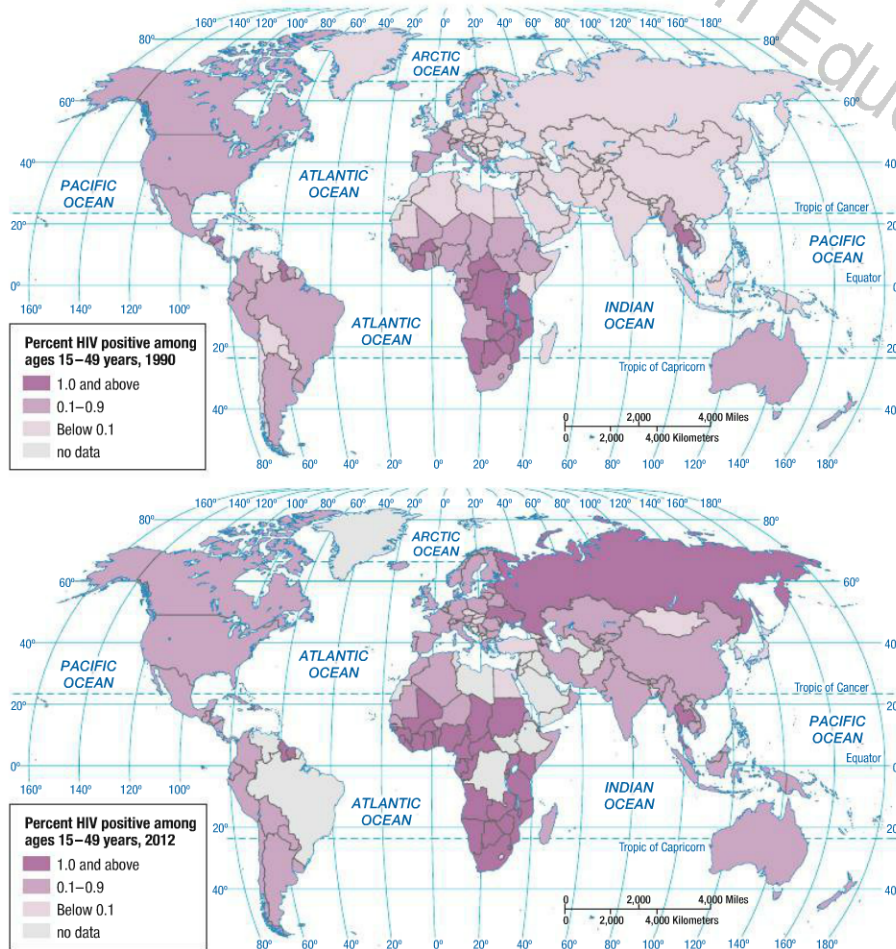 n Educ
160° 140° 120° 100° 80° 60° 40° 20° 0° 20° 40° 60° 80° 100° 120° 140° 160°
ARCTIC
OCEAN
80° 80°
60° 60°
40° 40°
PACIFIC
OCEAN
ATLANTIC
OCEAN
Tropic of Cancer
20° 20°
PACIFIC
OCEAN
Equator
0° 0°
160° 140° 120° 100°
ATLANTIC
OCEAN
INDIAN
OCEAN
20° 20°
Tropic of Capricorn
40° 40°
Percent HIV positive among
ages 15–49 years, 1990
1.0 and above
0.1–0.9
Below 0.1
no data
0 2,000 4,000 Miles
0 2,000 4,000 Kilometers
80° 60° 40° 20° 0° 20° 40° 60° 80° 100° 120° 140° 160° 180°
160° 140° 120° 100° 80° 60° 40° 20° 0° 20° 40° 60° 80° 100° 120° 140° 160°
ARCTIC
OCEAN
80° 80°
60° 60°
40° 40°
PACIFIC
OCEAN
ATLANTIC
OCEAN
Tropic of Cancer
20° 20°
PACIFIC
OCEAN
Equator
0° 0°
160° 140° 120° 100°
ATLANTIC
OCEAN
INDIAN
OCEAN
20° 20°
Tropic of Capricorn
40° 40°
Percent HIV positive among
ages 15–49 years, 2012
1.0 and above
0.1–0.9
Below 0.1
no data
0 2,000 4,000 Miles
0 2,000 4,000 Kilometers
80° 60° 40° 20° 0° 20° 40° 60° 80° 100° 120° 140° 160° 180°